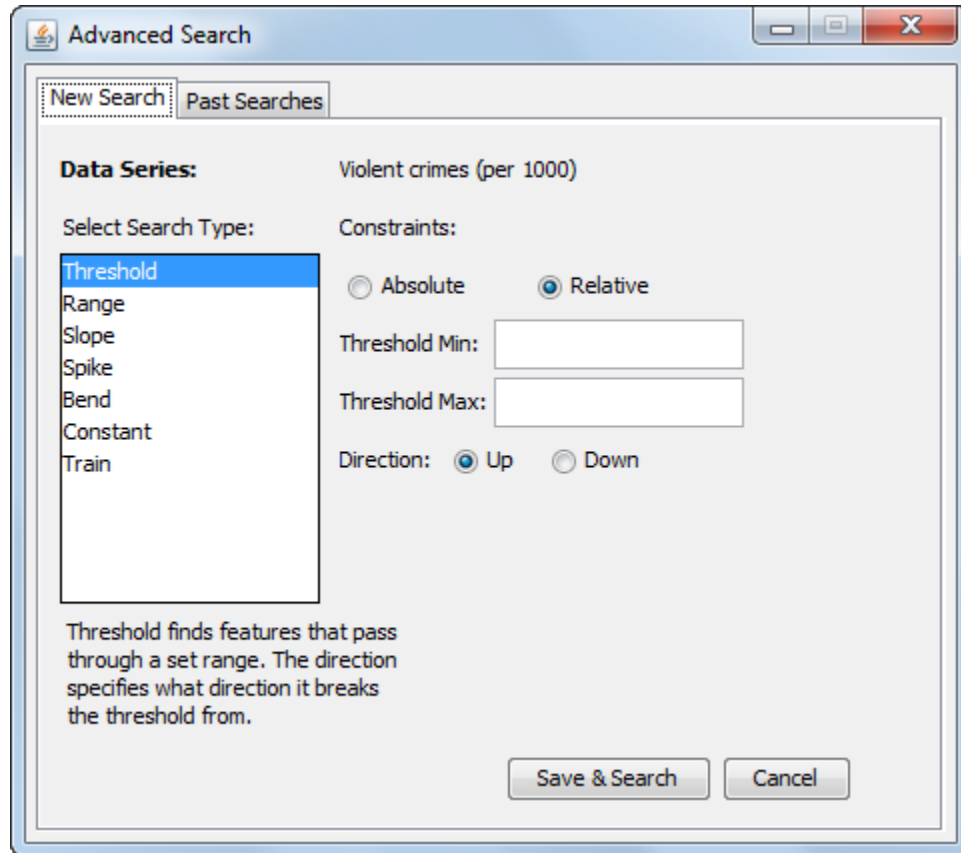 Advanced Search
New Search Past Searches
Data Series: Violent crimes (per 1000)
Select Search Type: Constraints:
Threshold
Range
Slope
Spike
Bend
Constant
Train
Absolute Relative
Threshold Min:
Threshold Max:
Direction: Up Down
Threshold finds features that pass
through a set range. The direction
specifies what direction it breaks
the threshold from.
Save & Search Cancel